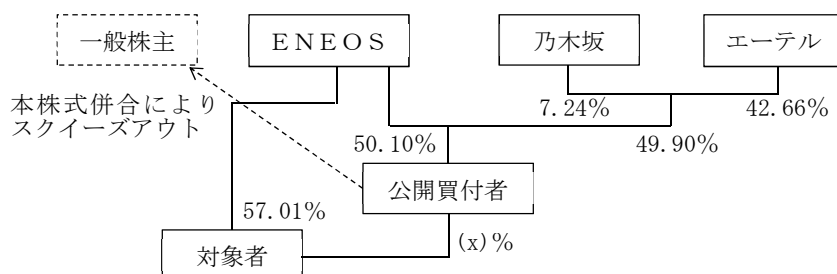 一般株主
ENEOS
乃木坂
エーテル
本株式併合により
スクイーズアウト
7.24%
42.66%
50.10%
49.90%
公開買付者
57.01%
(x)%
対象者